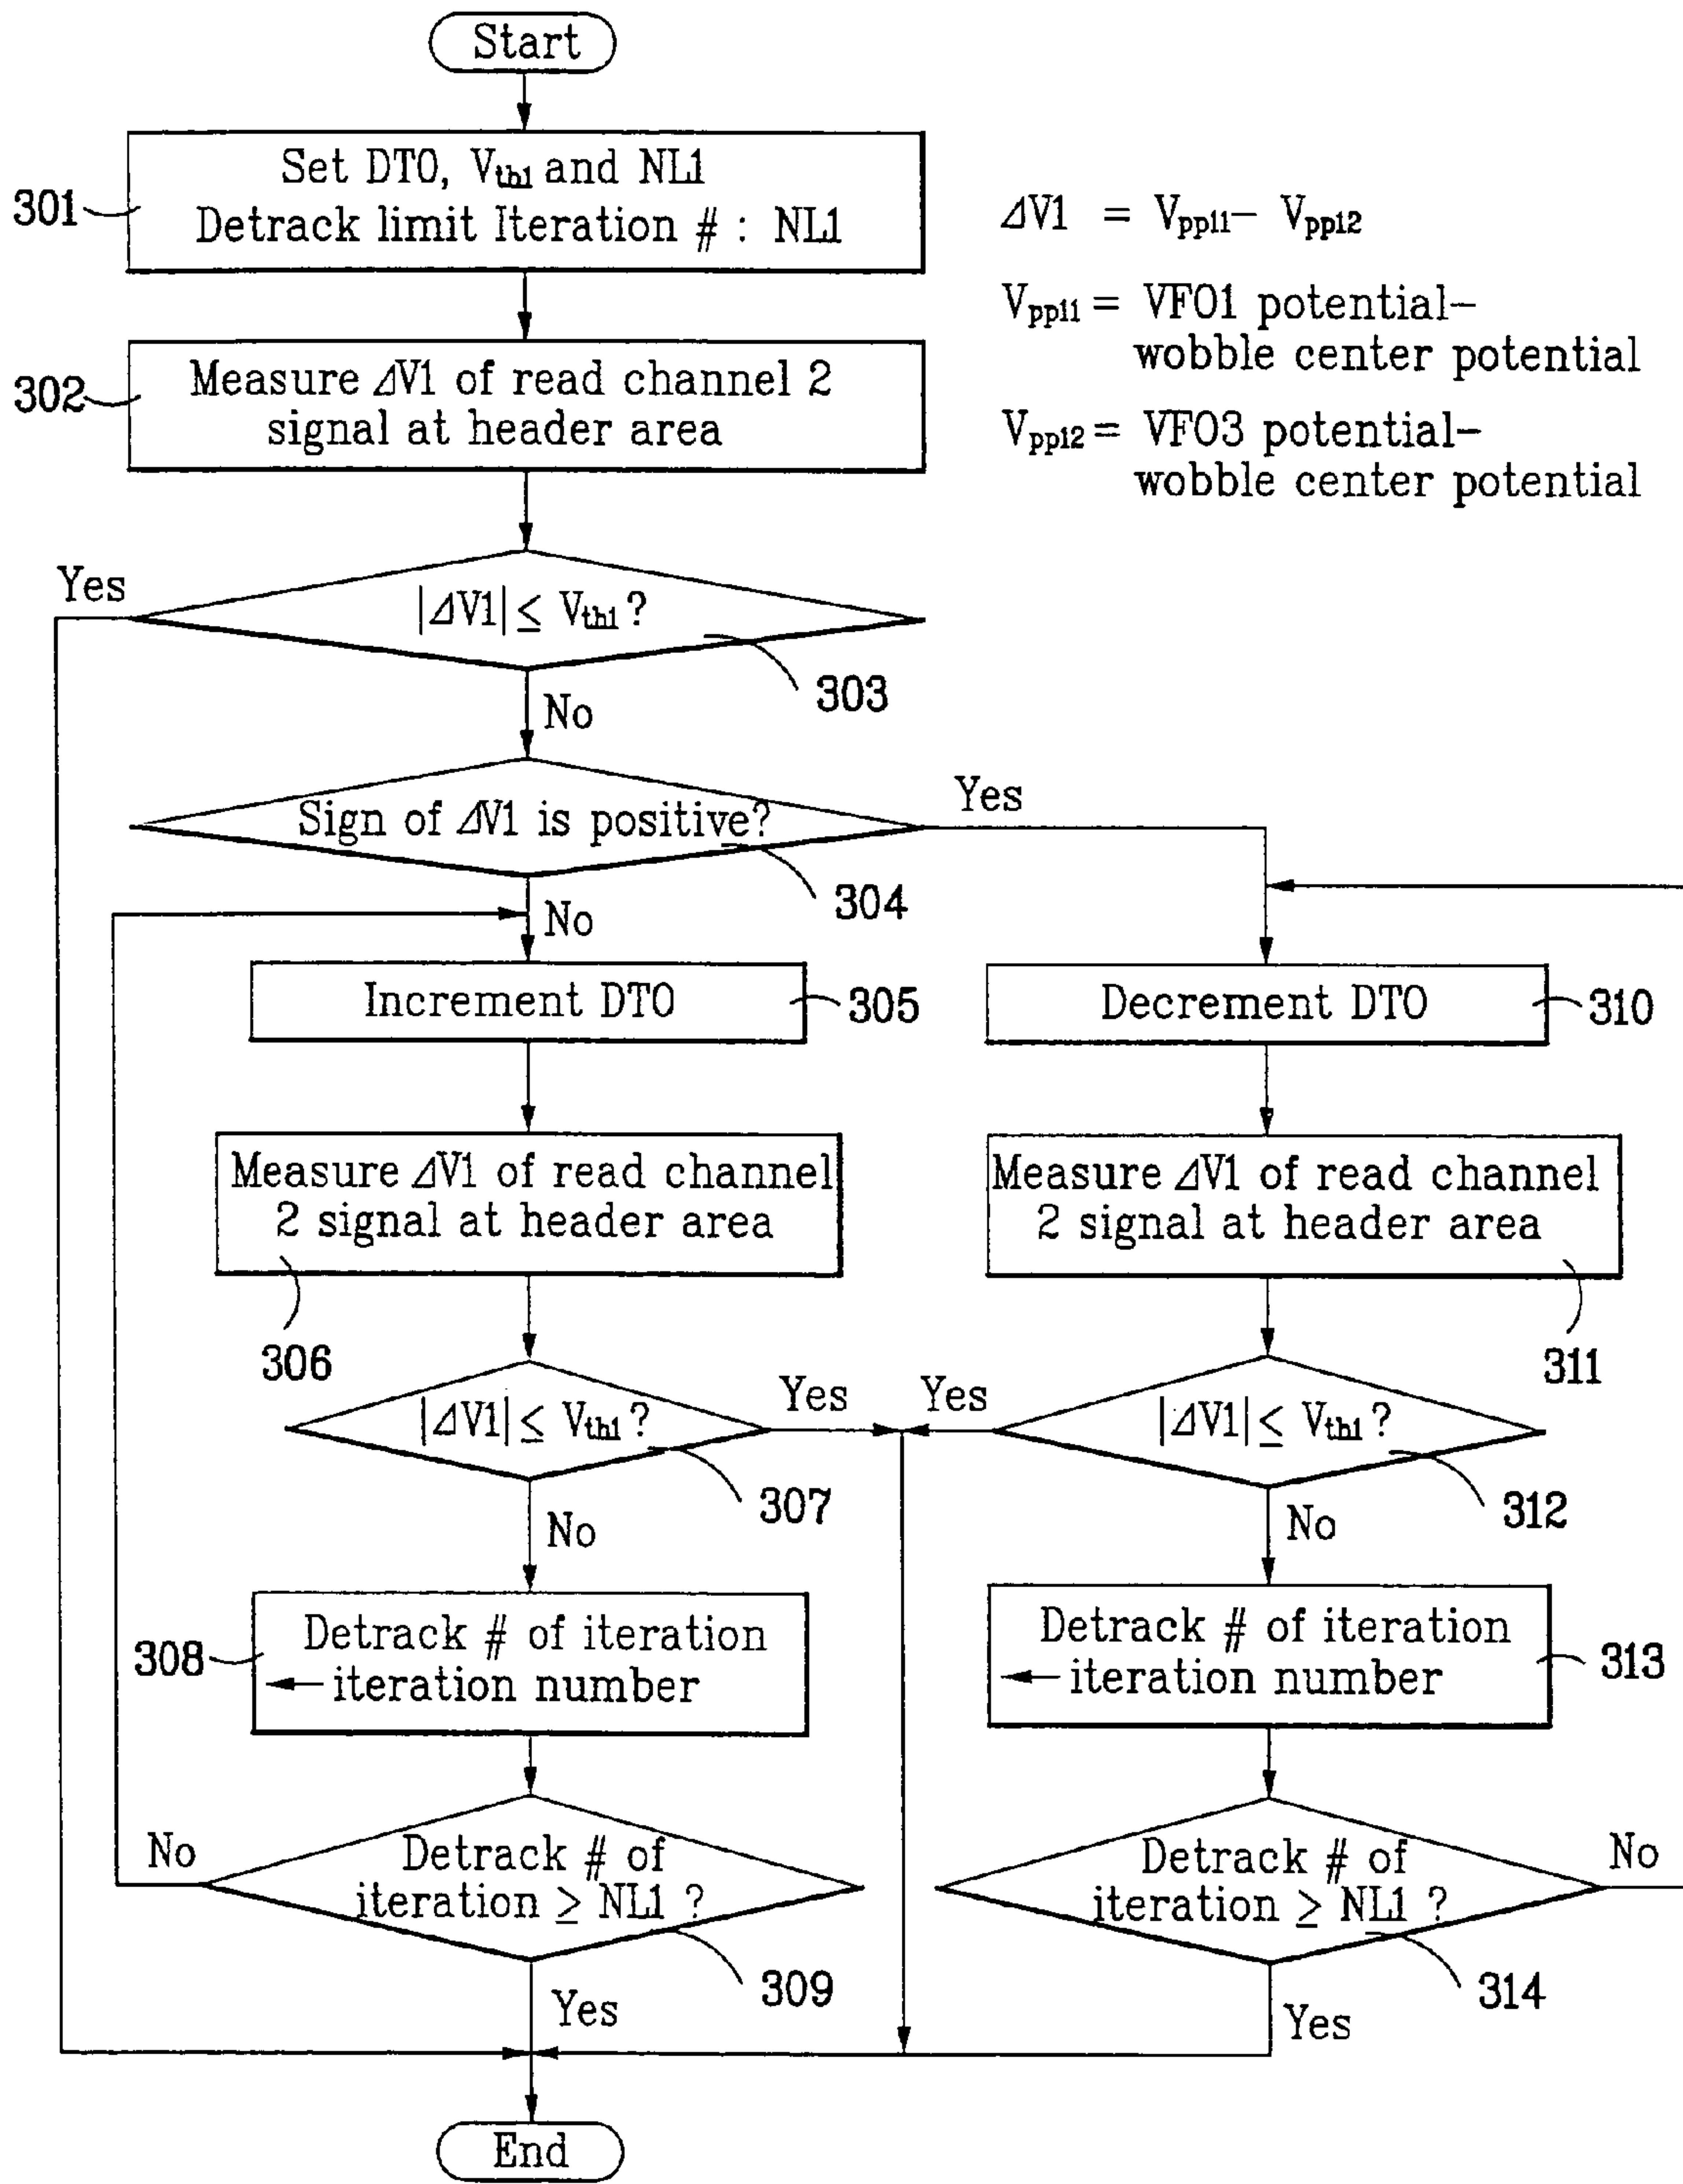 Start
Set DTO, Vth1 and NL1
Detrack limit Iteration # : NL1
301
ΔV1 = Vpp11− Vpp12
Vpp11 = VFO1 potential−
wobble center potential
Vpp12 = VFO3 potential−
wobble center potential
Measure ΔV1 of read channel 2
signal at header area
302
Yes
|ΔV1| ≤ Vth1 ?
303
No
Sign of ΔV1 is positive?
Yes
304
No
Increment DTO
305
Decrement DTO
310
Measure ΔV1 of read channel
2 signal at header area
306
Measure ΔV1 of read channel
2 signal at header area
311
|ΔV1| ≤ Vth1 ?
Yes
307
No
Yes
|ΔV1| ≤ Vth1 ?
312
No
308
Detrack # of iteration
← iteration number
Detrack # of iteration
← iteration number
313
No
Detrack # of
iteration ≥ NL1 ?
309
Yes
Detrack # of
iteration ≥ NL1 ?
No
314
Yes
End